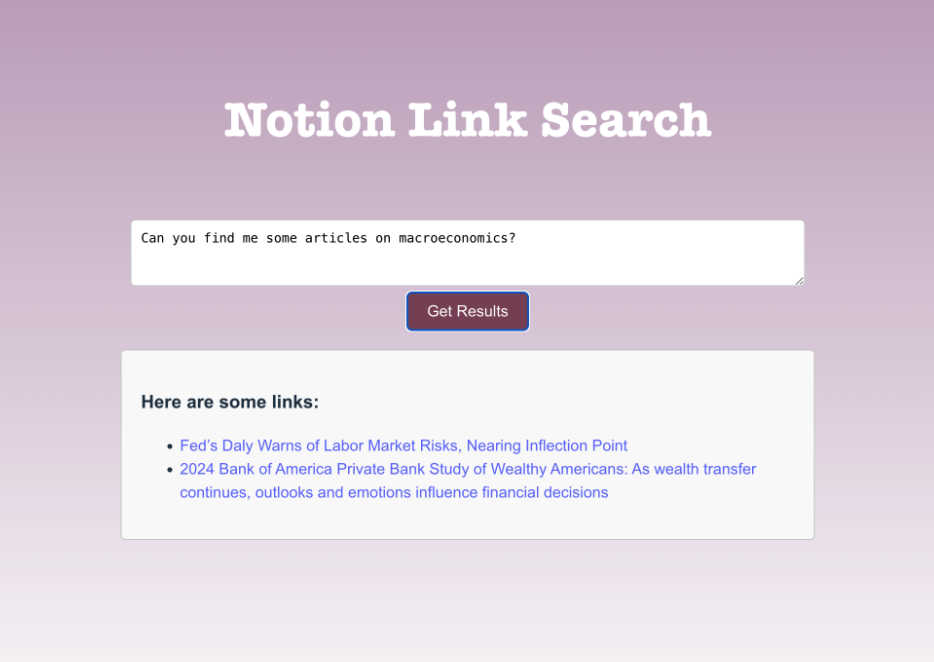 Notion Link Search
Can you find me some articles on macroeconomics?
Get Results
Here are some links:
Fed’s Daly Warns of Labor Market Risks, Nearing Inflection Point
2024 Bank of America Private Bank Study of Wealthy Americans: As wealth transfer
continues, outlooks and emotions influence financial decisions